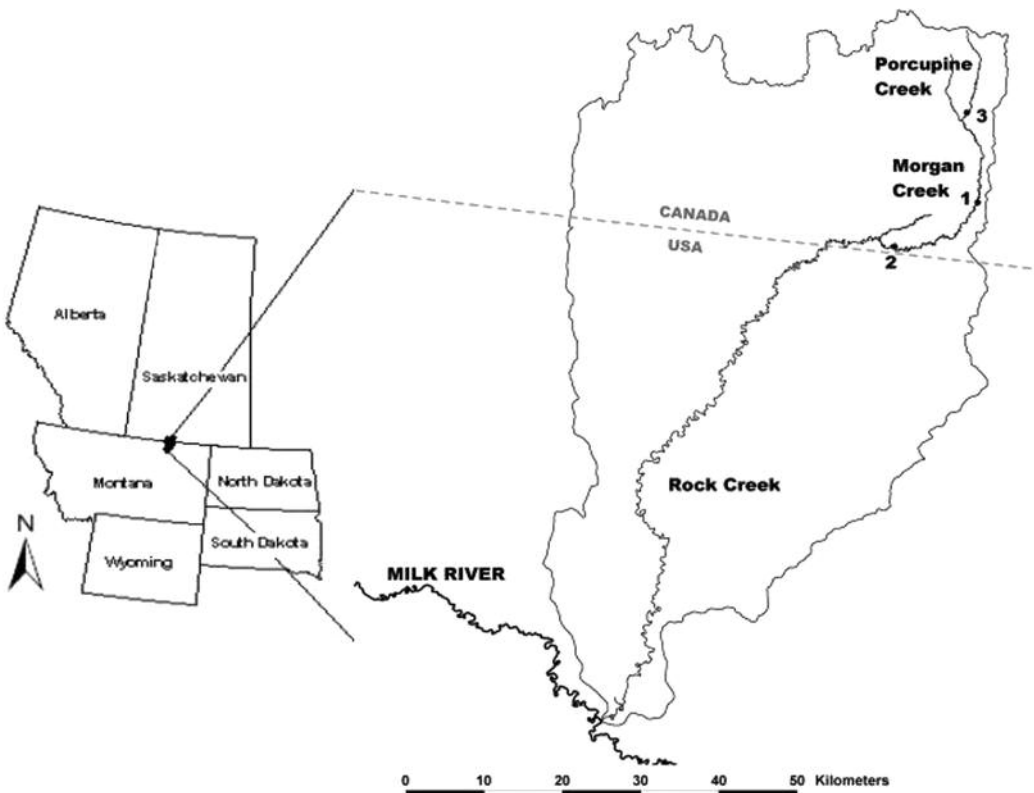 Porcupine
Creek
3
Morgan
Creek
1
CANADA
USA
2
Alberta
Saskatchewan
Rock Creek
Montana
North Dakota
N
South Dakota
Wyoming
MILK RIVER
0 10 20 30 40 50 Kilometers